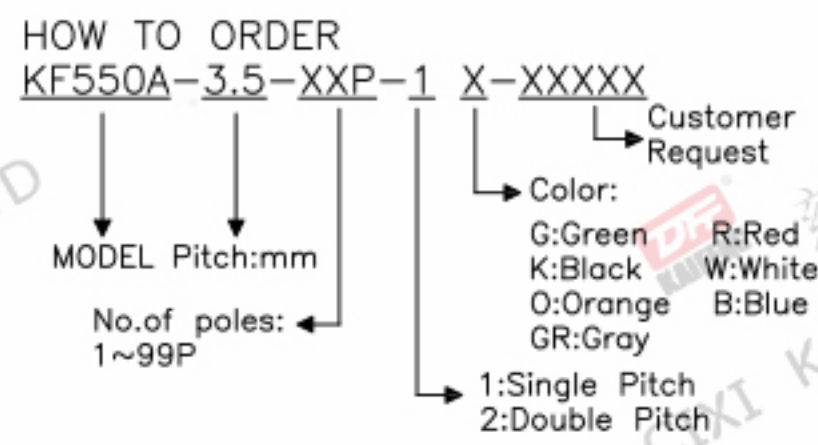 HOW TO ORDER
KF550A-3.5-XXP-1 X-XXXXX
Customer
Request
Color:
G:Green R:Red
K:Black W:White
O:Orange B:Blue
GR:Gray
MODEL Pitch:mm
No.of poles:
1~99P
1:Single Pitch
2:Double Pitch